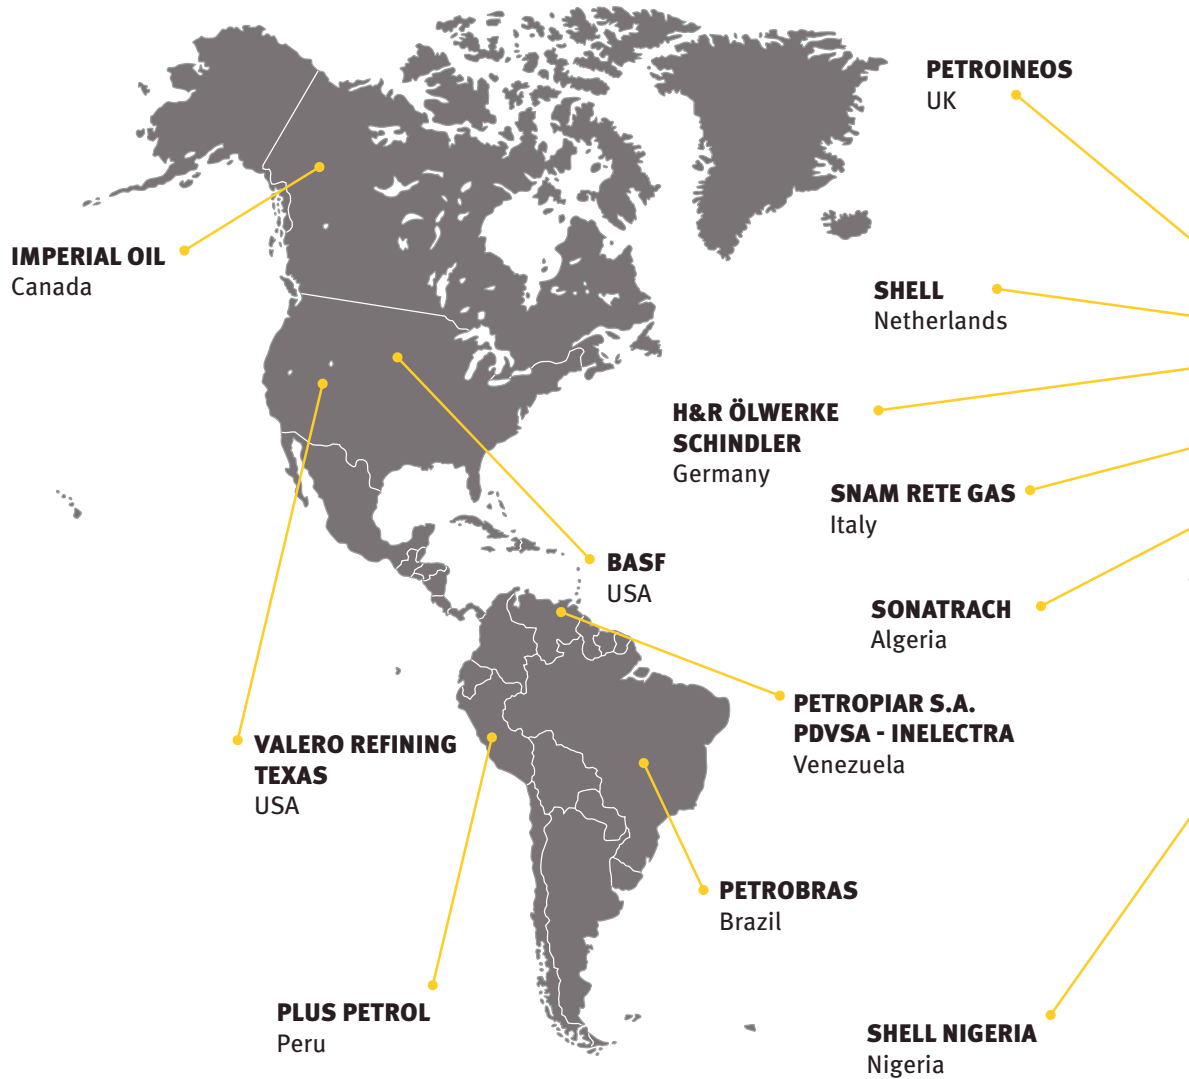 PETROINEOS
UK
IMPERIAL OIL
Canada
SHELL
Netherlands
H&R ÖLWERKE
SCHINDLER
Germany
SNAM RETE GAS
Italy
BASF
USA
SONATRACH
Algeria
PETROPIAR S.A.
PDVSA - INELECTRA
Venezuela
VALERO REFINING
TEXAS
USA
PETROBRAS
Brazil
PLUS PETROL
Peru
SHELL NIGERIA
Nigeria